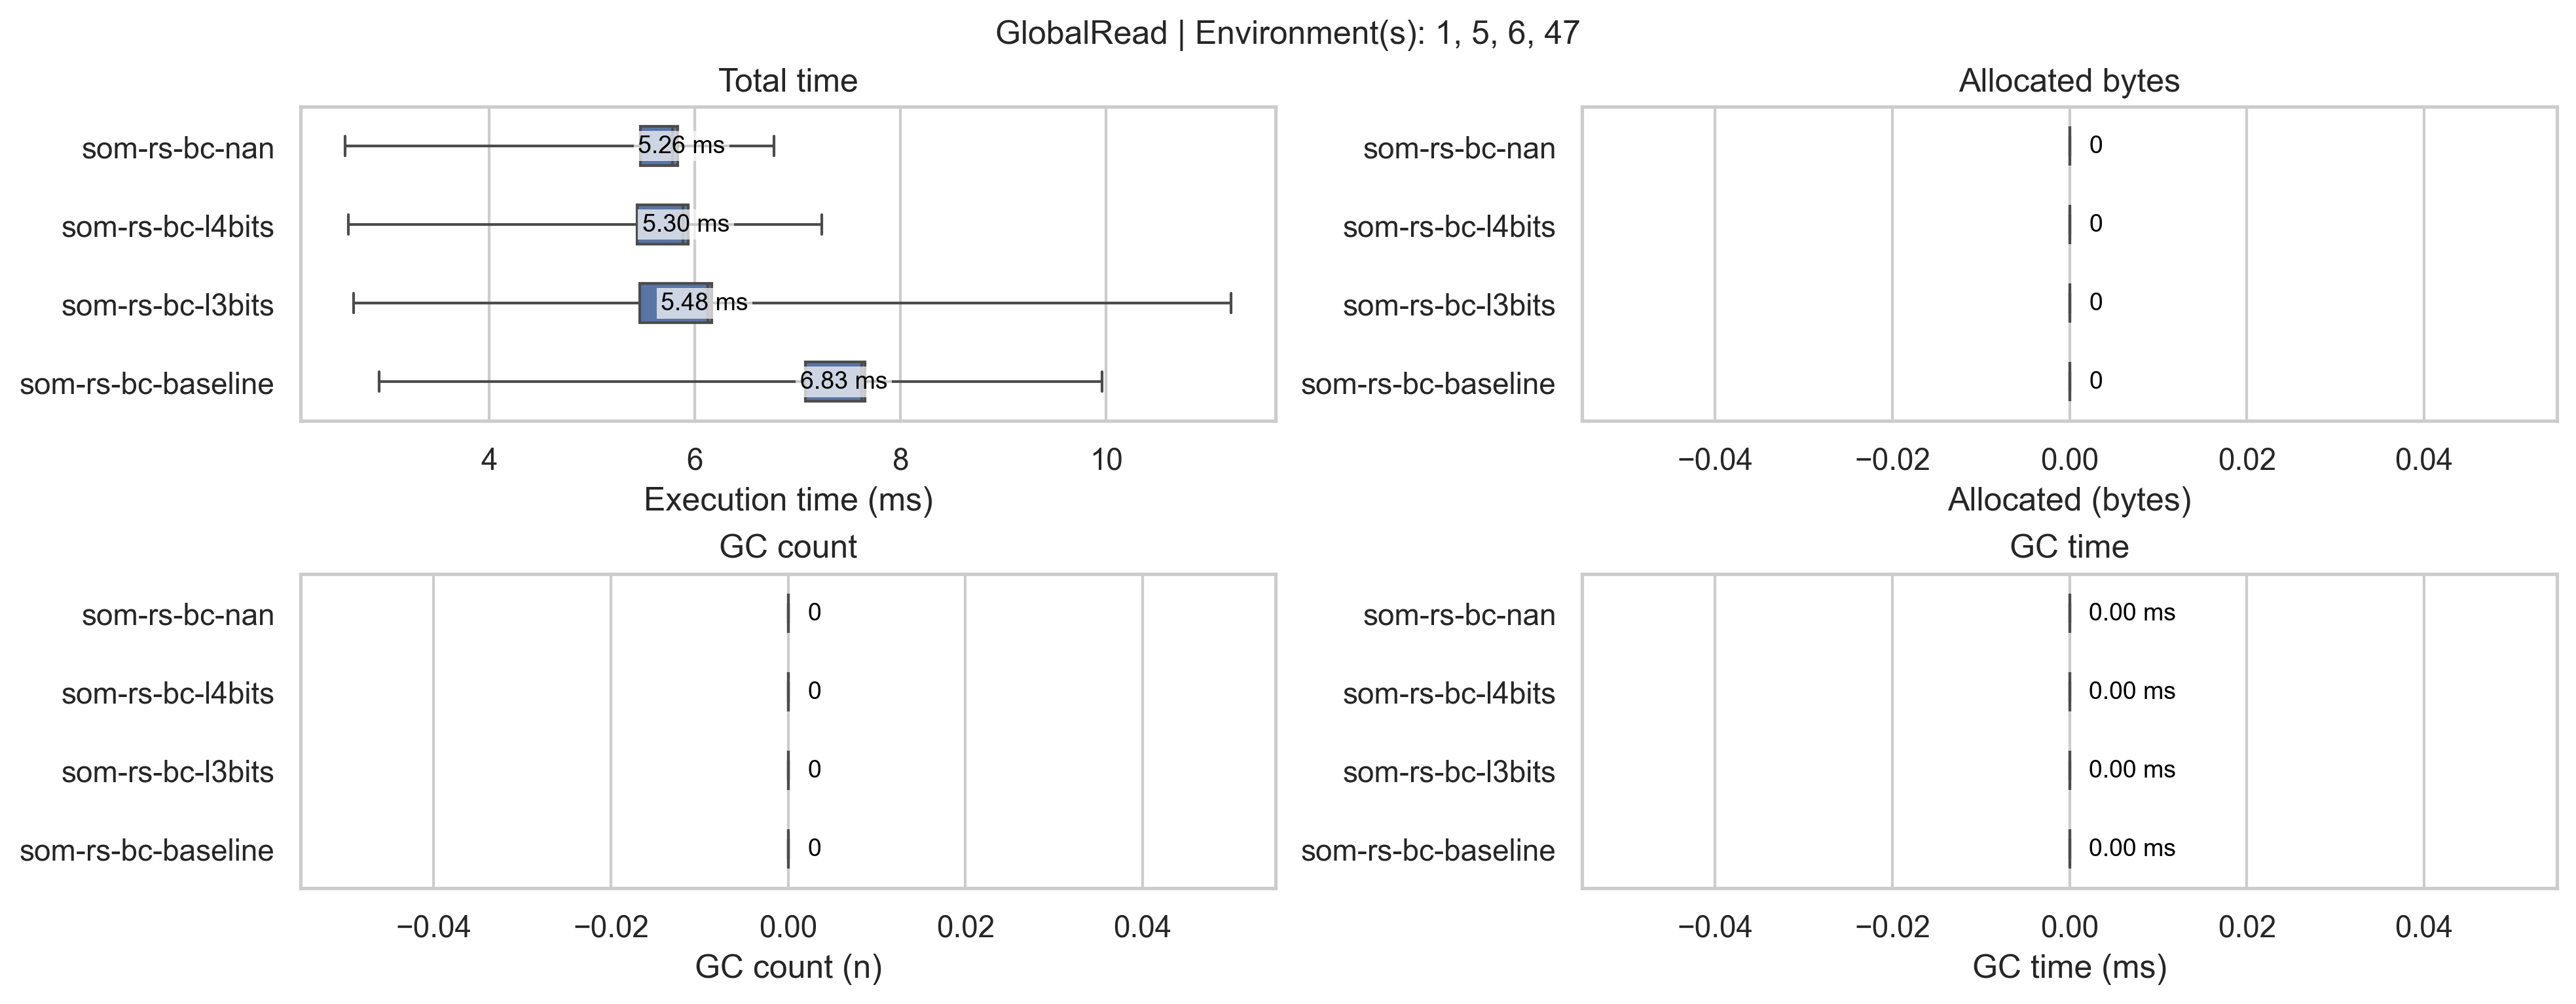 GlobalRead | Environment(s): 1, 5, 6, 47
Total time
som-rs-bc-nan
5.26 ms
som-rs-bc-l4bits
5.30 ms
som-rs-bc-l3bits
5.48 ms
som-rs-bc-baseline
6.83 ms
4 6 8 10
Execution time (ms)
Allocated bytes
som-rs-bc-nan
0
som-rs-bc-l4bits
0
som-rs-bc-l3bits
0
som-rs-bc-baseline
0
−0.04 −0.02 0.00 0.02 0.04
Allocated (bytes)
GC count
som-rs-bc-nan
0
som-rs-bc-l4bits
0
som-rs-bc-l3bits
0
som-rs-bc-baseline
0
−0.04 −0.02 0.00 0.02 0.04
GC count (n)
GC time
som-rs-bc-nan
0.00 ms
som-rs-bc-l4bits
0.00 ms
som-rs-bc-l3bits
0.00 ms
som-rs-bc-baseline
0.00 ms
−0.04 −0.02 0.00 0.02 0.04
GC time (ms)